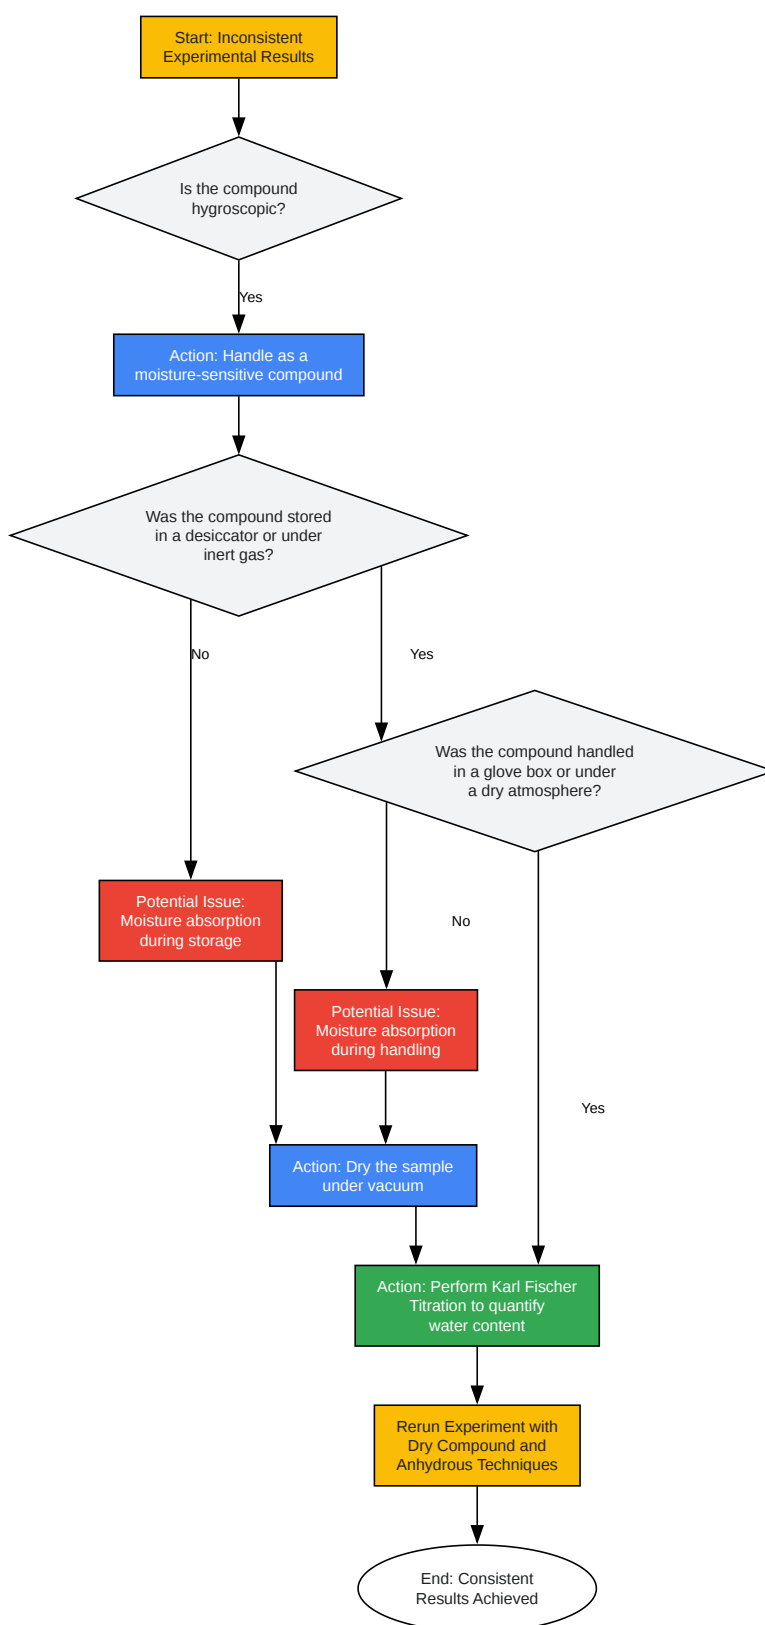 Start: Inconsistent
Experimental Results
Is the compound
hygroscopic?
Yes
Action: Handle as a
moisture-sensitive compound
Was the compound stored
in a desiccator or under
inert gas?
No
Yes
Was the compound handled
in a glove box or under
a dry atmosphere?
Potential Issue:
Moisture absorption
during storage
No
Potential Issue:
Moisture absorption
during handling
Yes
Action: Dry the sample
under vacuum
Action: Perform Karl Fischer
Titration to quantify
water content
Rerun Experiment with
Dry Compound and
Anhydrous Techniques
End: Consistent
Results Achieved